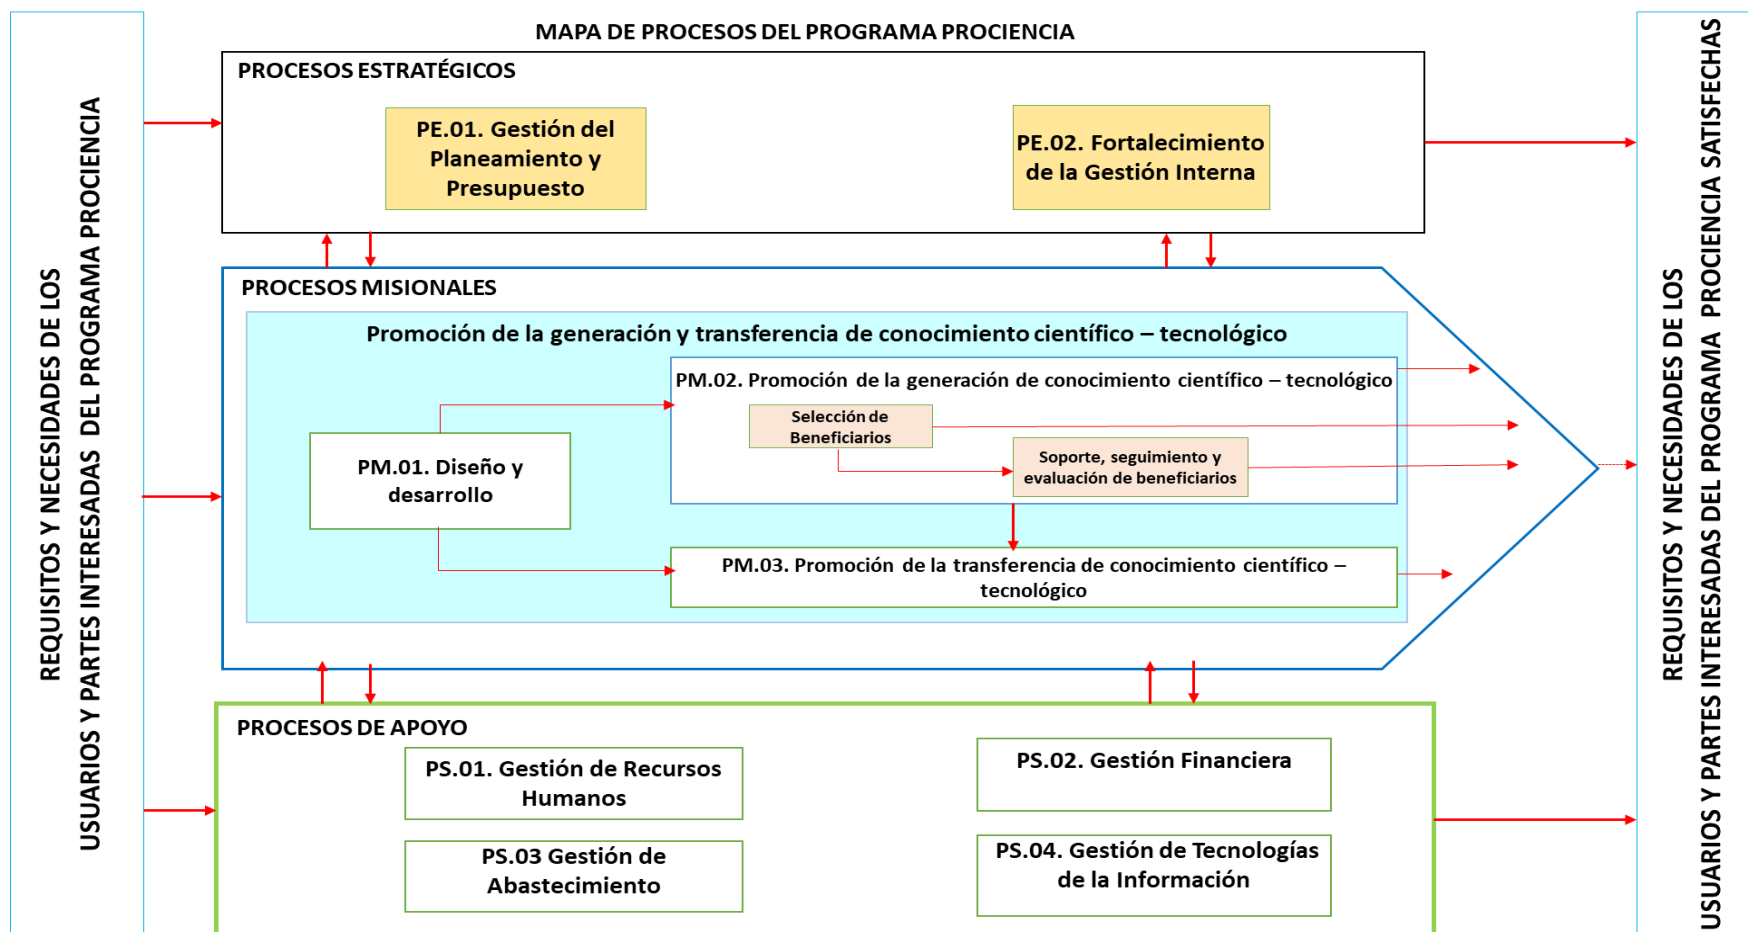 MAPA DE PROCESOS DEL PROGRAMA PROCIENCIA
REQUISITOS Y NECESIDADES DE LOS
USUARIOS Y PARTES INTERESADAS DEL PROGRAMA PROCIENCIA
PROCESOS ESTRATÉGICOS
PE.01. Gestión del
Planeamiento y
Presupuesto
PE.02. Fortalecimiento
de la Gestión Interna
PROCESOS MISIONALES
Promoción de la generación y transferencia de conocimiento científico – tecnológico
PM.01. Diseño y
desarrollo
PM.02. Promoción de la generación de conocimiento científico – tecnológico
Selección de
Beneficiarios
Soporte, seguimiento y
evaluación de beneficiarios
PM.03. Promoción de la transferencia de conocimiento científico –
tecnológico
PROCESOS DE APOYO
PS.01. Gestión de Recursos
Humanos
PS.02. Gestión Financiera
PS.03 Gestión de
Abastecimiento
PS.04. Gestión de Tecnologías
de la Información
REQUISITOS Y NECESIDADES DE LOS
USUARIOS Y PARTES INTERESADAS DEL PROGRAMA PROCIENCIA SATISFECHAS